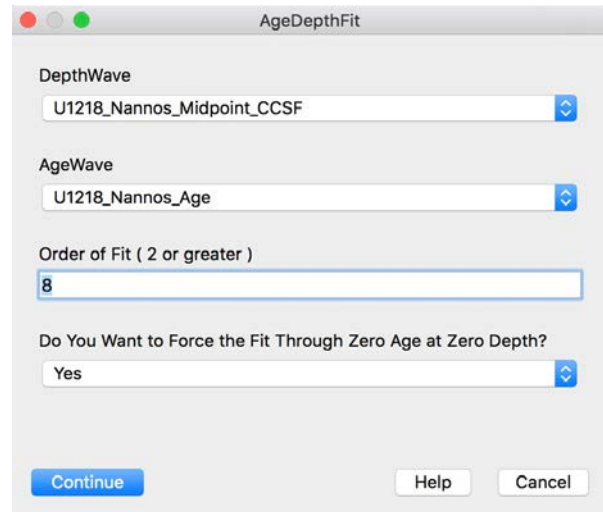 AgeDepthFit
DepthWave
U1218_Nannos_Midpoint_CCSF
AgeWave
U1218_Nannos_Age
Order of Fit ( 2 or greater )
8
Do You Want to Force the Fit Through Zero Age at Zero Depth?
Yes
Continue Help Cancel